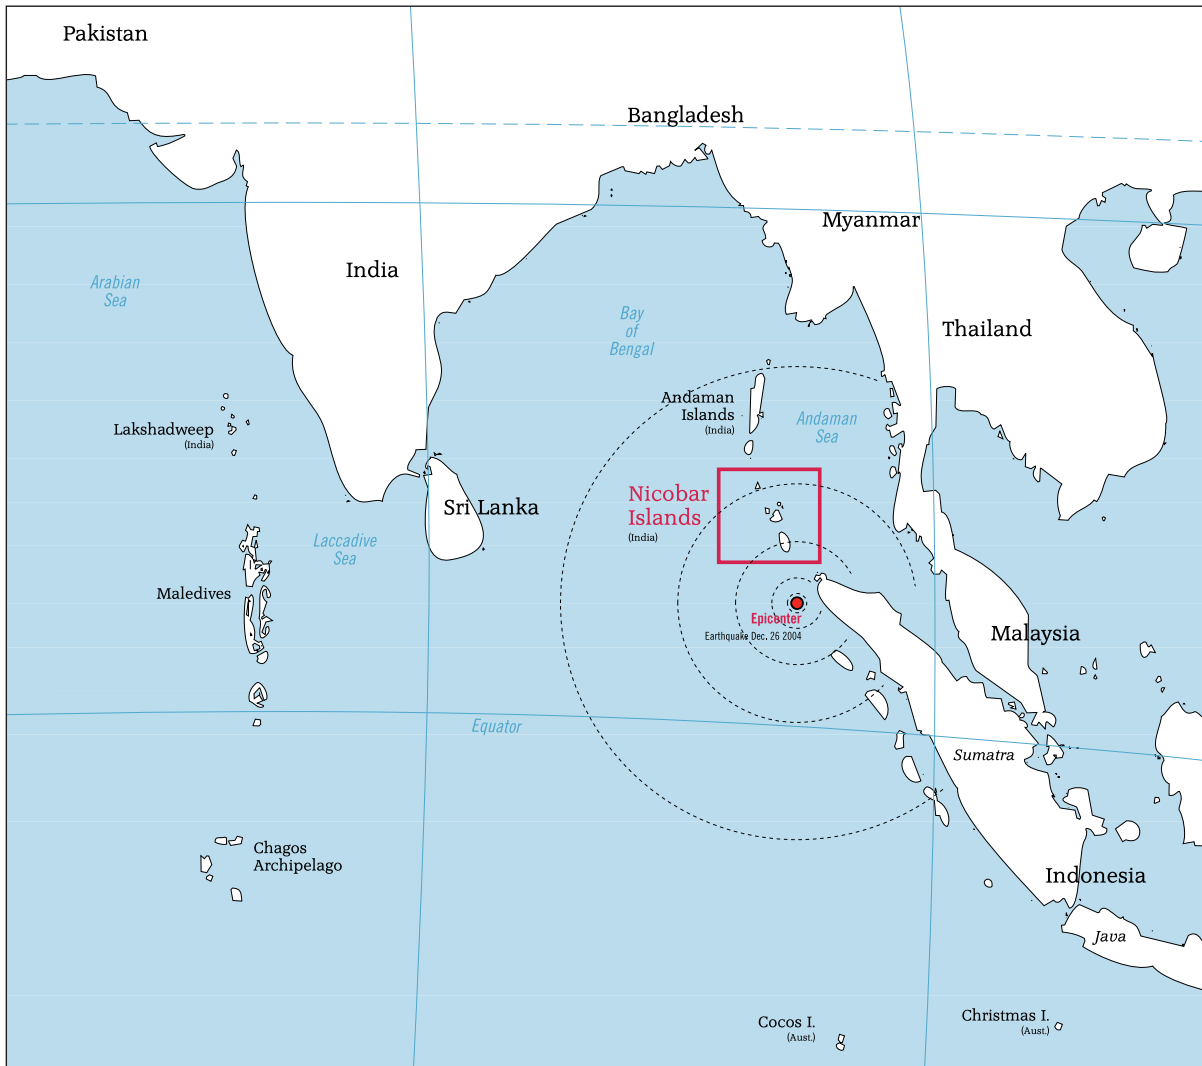 Pakistan
Bangladesh
Myanmar
India
Arabian
Sea
Bay
of
Bengal
Thailand
Andaman
Islands
(India)
Andaman
Sea
Lakshadweep
(India)
Nicobar
Islands
(India)
Sri Lanka
Laccadive
Sea
Maledives
Epicenter
Earthquake Dec. 26 2004
Malaysia
Equator
Sumatra
Chagos
Archipelago
Indonesia
Java
Cocos I.
(Aust.)
Christmas I.
(Aust.)